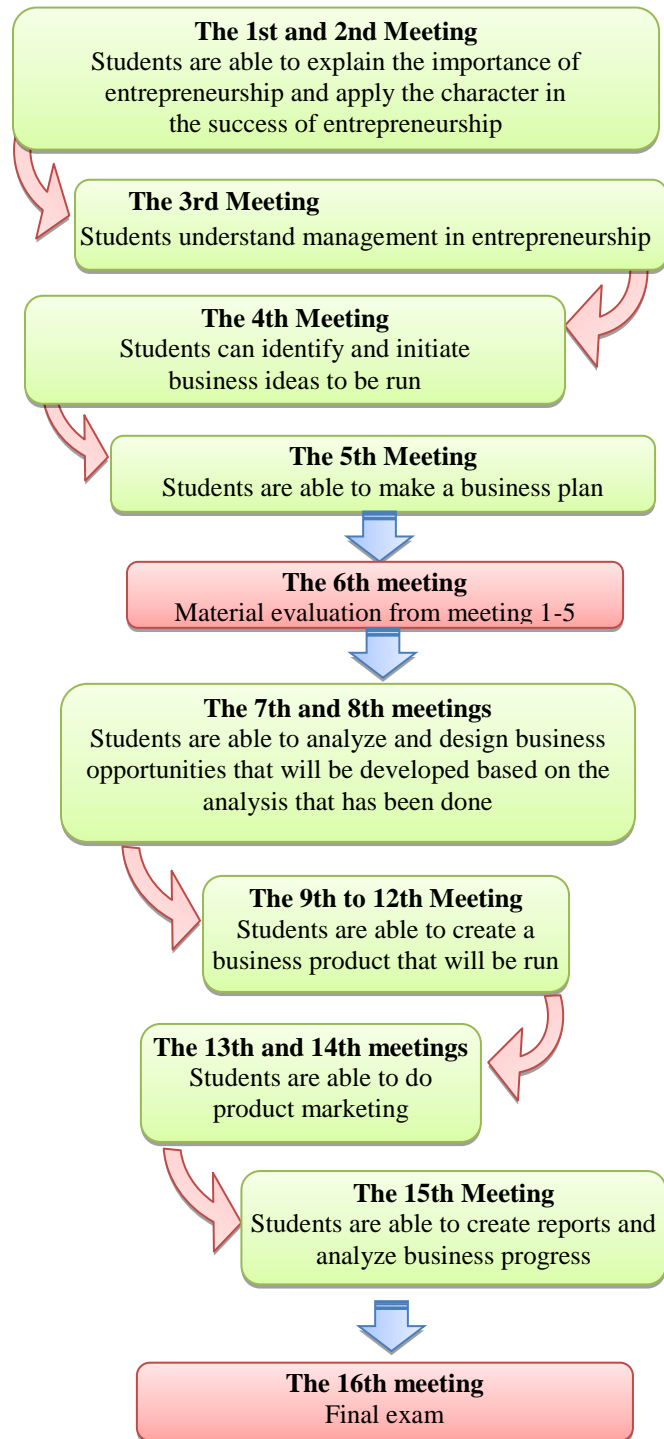 The 1st and 2nd Meeting
Students are able to explain the importance of
entrepreneurship and apply the character in
the success of entrepreneurship
The 3rd Meeting
Students understand management in entrepreneurship
The 4th Meeting
Students can identify and initiate
business ideas to be run
The 5th Meeting
Students are able to make a business plan
The 6th meeting
Material evaluation from meeting 1-5
The 7th and 8th meetings
Students are able to analyze and design business
opportunities that will be developed based on the
analysis that has been done
The 9th to 12th Meeting
Students are able to create a
business product that will be run
The 13th and 14th meetings
Students are able to do
product marketing
The 15th Meeting
Students are able to create reports and
analyze business progress
The 16th meeting
Final exam